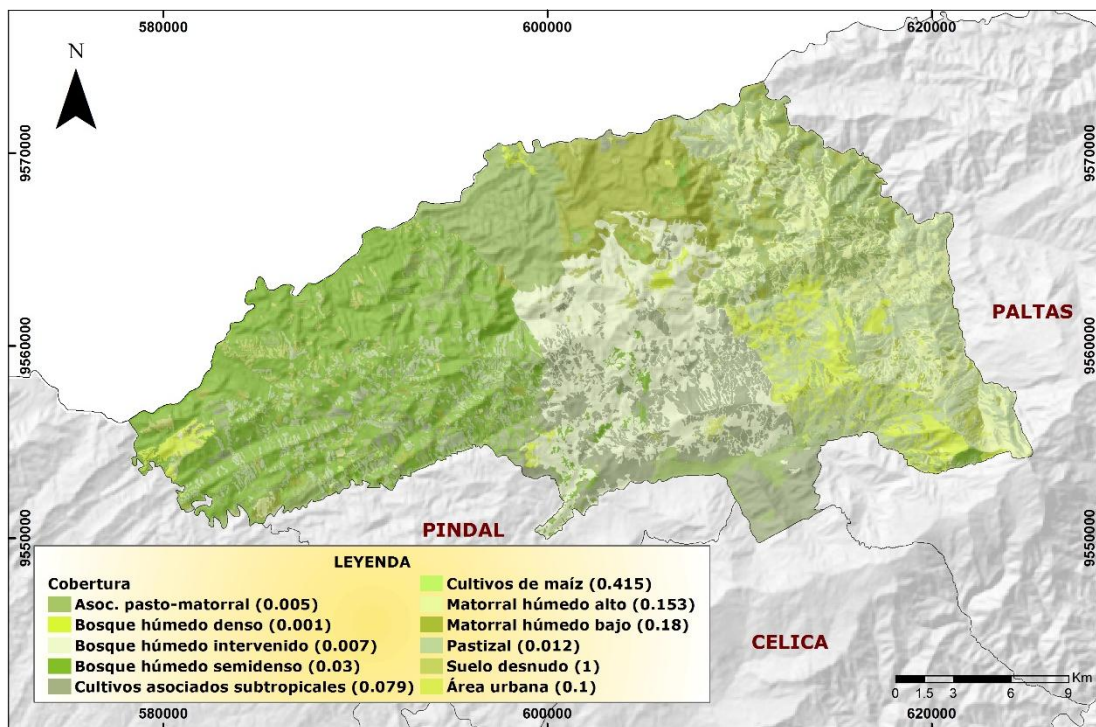 580000 600000 620000
N
9570000 9570000
PALTAS
9560000 9560000
PINDAL
9550000 9550000
CELICA
LEYENDA
Cobertura
Asoc. pasto-matorral (0.005)
Bosque húmedo denso (0.001)
Bosque húmedo intervenido (0.007)
Bosque húmedo semidenso (0.03)
Cultivos asociados subtropicales (0.079)
Cultivos de maíz (0.415)
Matorral húmedo alto (0.153)
Matorral húmedo bajo (0.18)
Pastizal (0.012)
Suelo desnudo (1)
Área urbana (0.1)
Km
0 1.5 3 6 9
580000 600000 620000